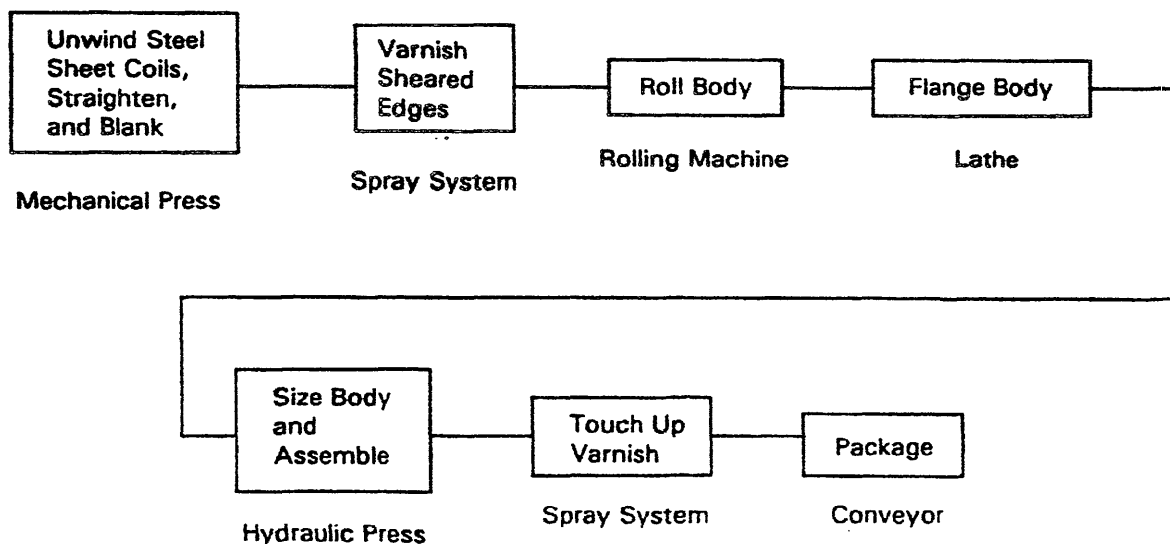 Unwind Steel
Sheet Coils,
Straighten,
and Blank
Mechanical Press
Varnish
Sheared
Edges
Spray System
Roll Body
Rolling Machine
Flange Body
Lathe
Size Body
and
Assemble
Hydraulic Press
Touch Up
Varnish
Spray System
Package
Conveyor